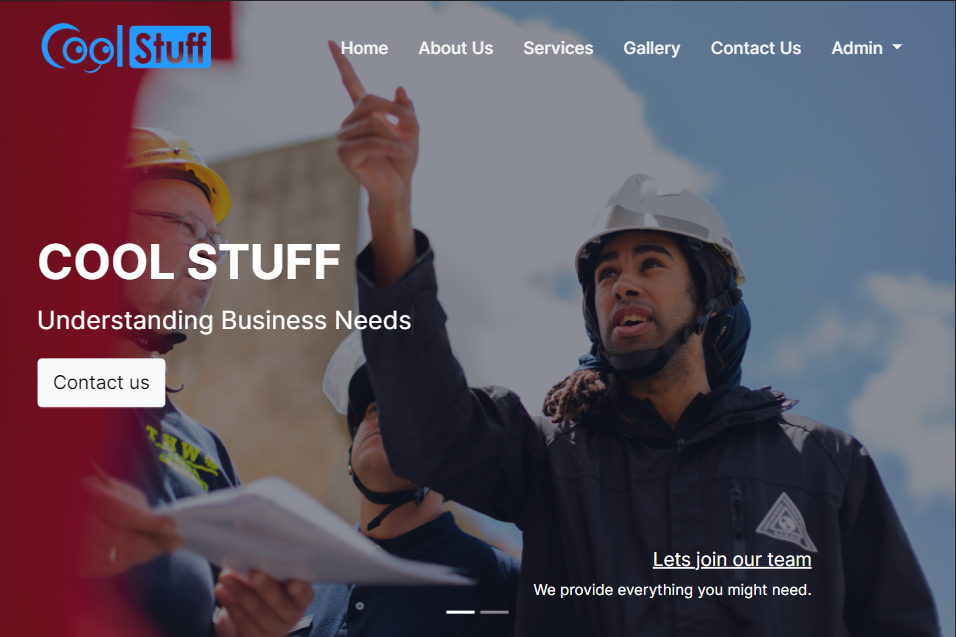 Cool Stuff
Home About Us Services Gallery Contact Us Admin
COOL STUFF
Understanding Business Needs
Contact us
Lets join our team
We provide everything you might need.